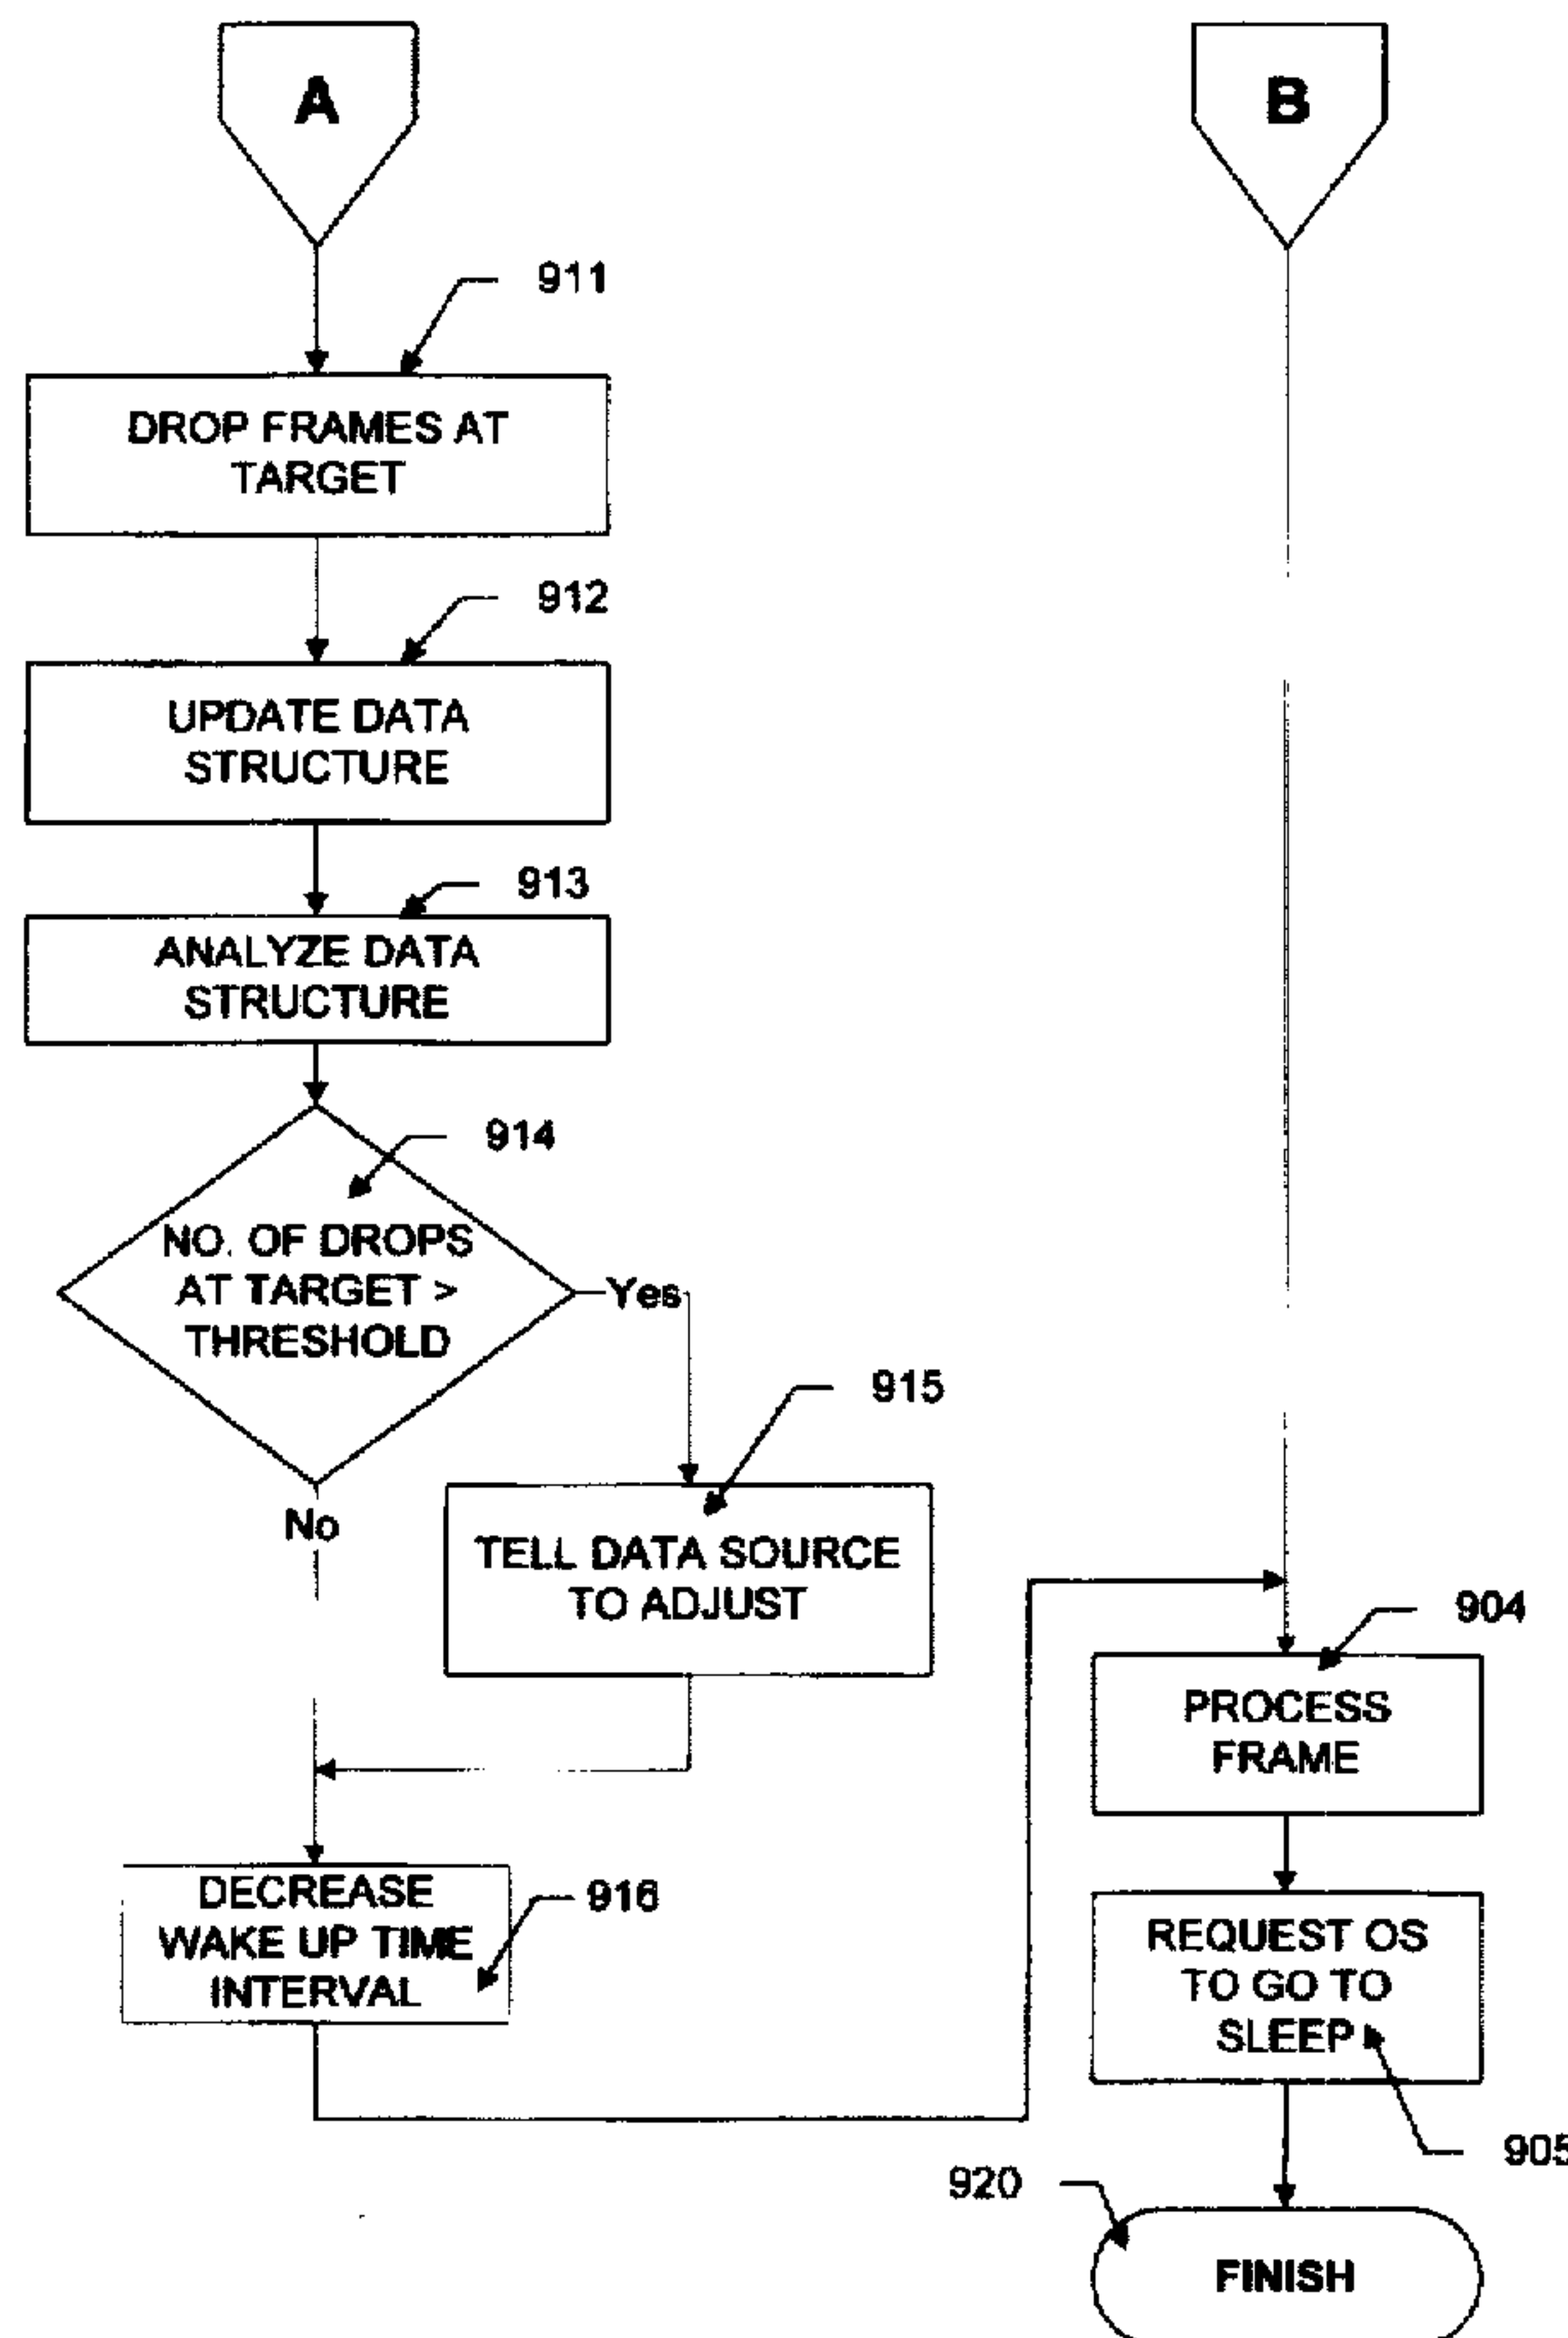 A
B
911
DROP FRAMES AT
TARGET
912
UPDATE DATA
STRUCTURE
913
ANALYZE DATA
STRUCTURE
914
NO. OF DROPS
AT TARGET >
THRESHOLD
Yes
No
915
TELL DATA SOURCE
TO ADJUST
916
DECREASE
WAKE UP TIME
INTERVAL
904
PROCESS
FRAME
REQUEST OS
TO GO TO
SLEEP
905
920
FINISH